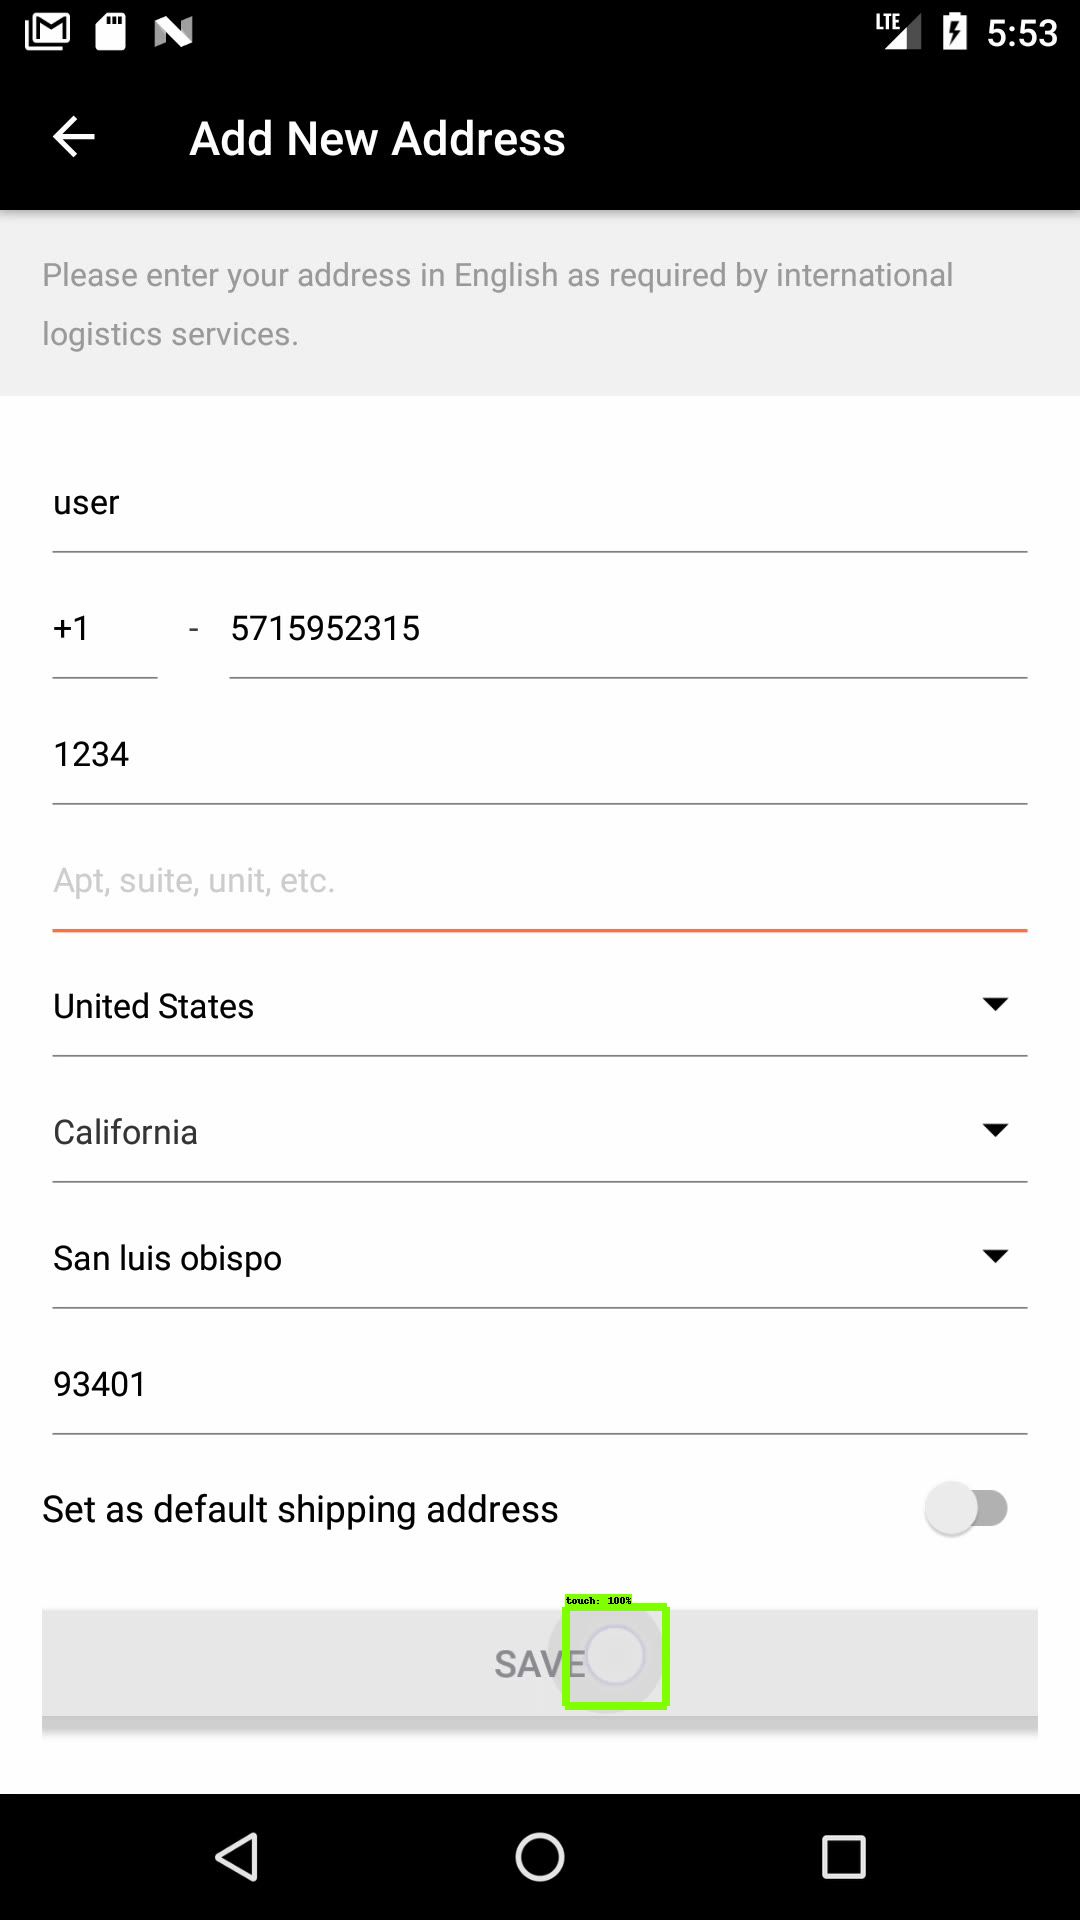 LTE 5:53
Add New Address
Please enter your address in English as required by international
logistics services.
user
+1 - 5715952315
1234
Apt, suite, unit, etc.
United States
California
San luis obispo
93401
Set as default shipping address
touch: 100%
SAVE